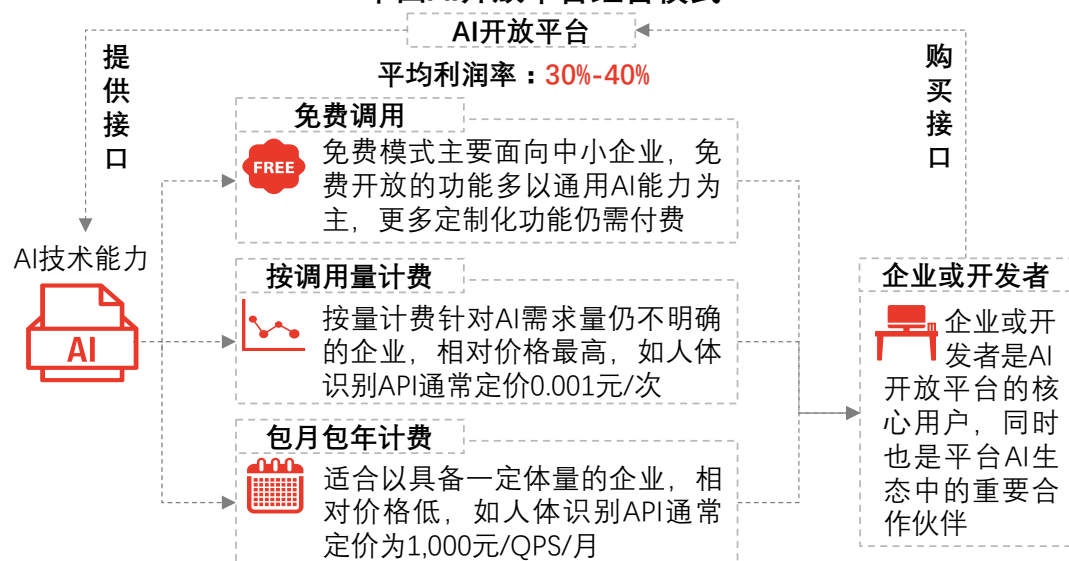 AI开放平台
平均利润率：30%-40%
提供接口
购买接口
免费调用
FREE
免费模式主要面向中小企业，免
费开放的功能多以通用AI能力为
主，更多定制化功能仍需付费
AI技术能力
AI
按调用量计费
按量计费针对AI需求量仍不明确
的企业，相对价格最高，如人体
识别API通常定价0.001元/次
包月包年计费
适合以具备一定体量的企业，相
对价格低，如人体识别API通常
定价为1,000元/QPS/月
企业或开发者
企业或开
发者是AI
开放平台的核
心用户，同时
也是平台AI生
态中的重要合
作伙伴